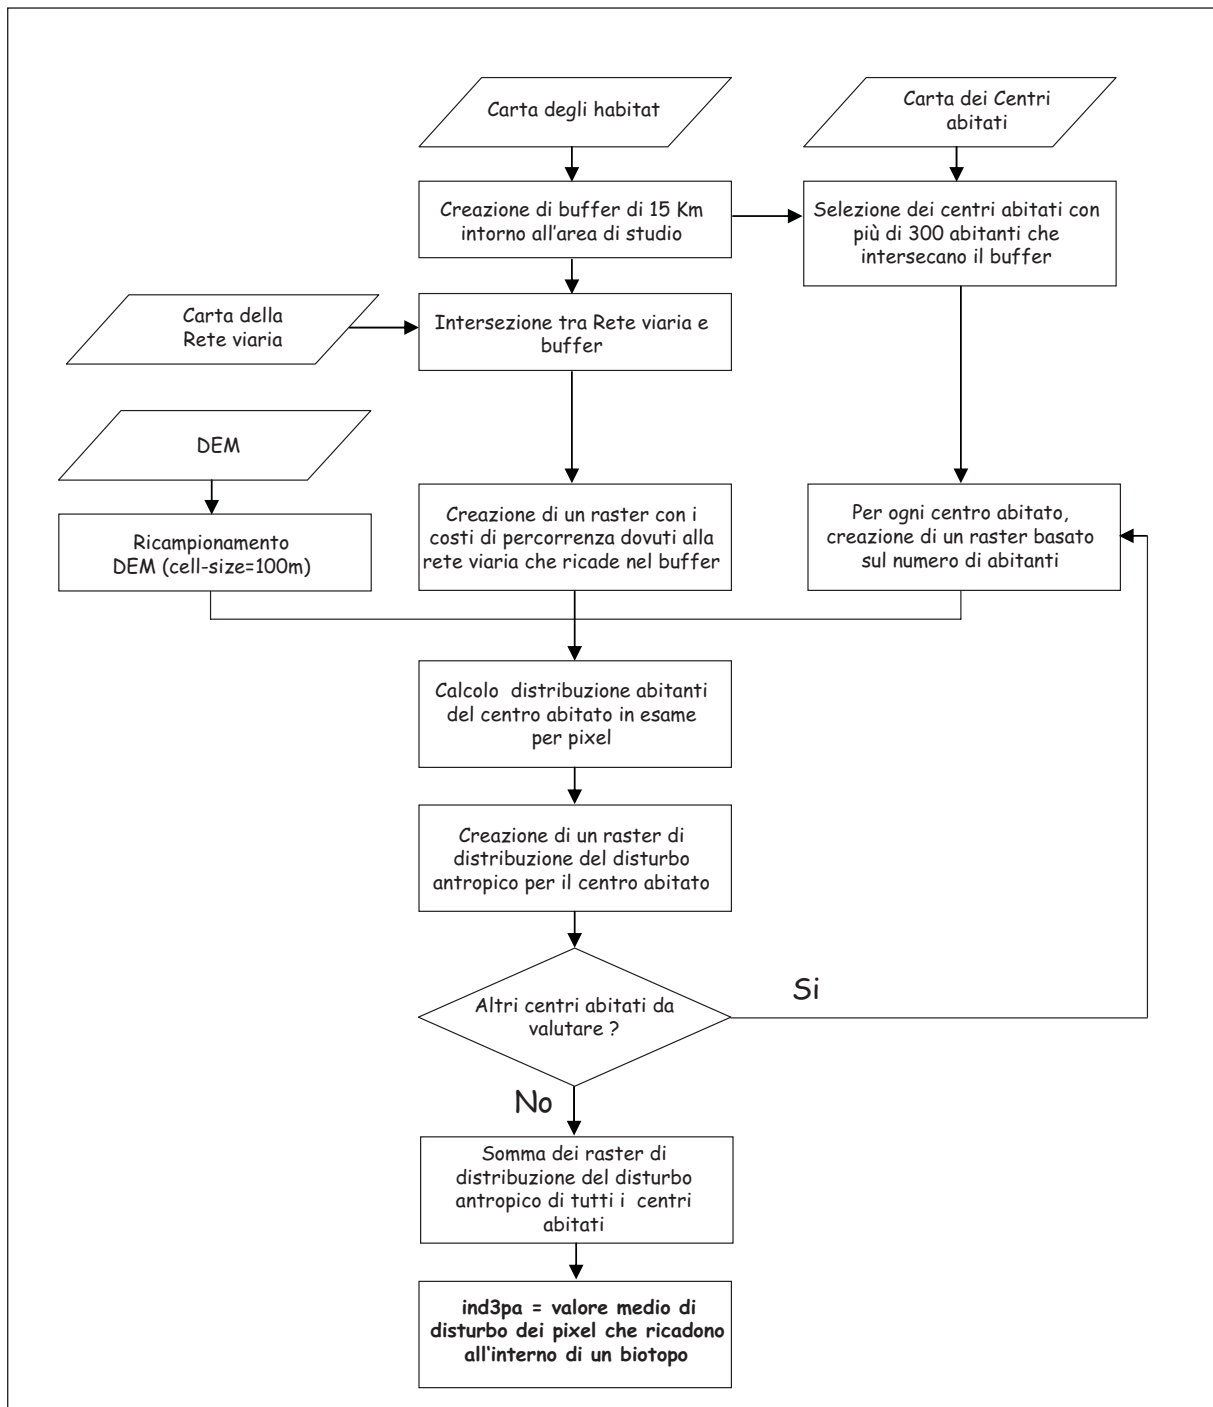 Carta degli habitat
Carta dei Centri
abitati
Creazione di buffer di 15 Km
intorno all'area di studio
Selezione dei centri abitati con
più di 300 abitanti che
intersecano il buffer
Carta della
Rete viaria
Intersezione tra Rete viaria e
buffer
DEM
Ricampionamento
DEM (cell-size=100m)
Creazione di un raster con i
costi di percorrenza dovuti alla
rete viaria che ricade nel buffer
Per ogni centro abitato,
creazione di un raster basato
sul numero di abitanti
Calcolo distribuzione abitanti
del centro abitato in esame
per pixel
Creazione di un raster di
distribuzione del disturbo
antropico per il centro abitato
Altri centri abitati da
valutare ?
Si
No
Somma dei raster di
distribuzione del disturbo
antropico di tutti i centri
abitati
ind3pa = valore medio di
disturbo dei pixel che ricadono
all'interno di un biotopo